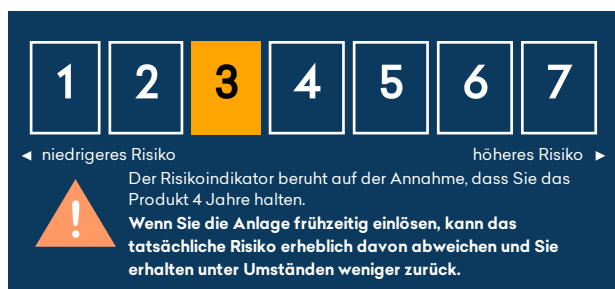 1 2 3 4 5 6 7
◄ niedrigeres Risiko höheres Risiko ►
!
Der Risikoindikator beruht auf der Annahme, dass Sie das
Produkt 4 Jahre halten.
Wenn Sie die Anlage frühzeitig einlösen, kann das
tatsächliche Risiko erheblich davon abweichen und Sie
erhalten unter Umständen weniger zurück.